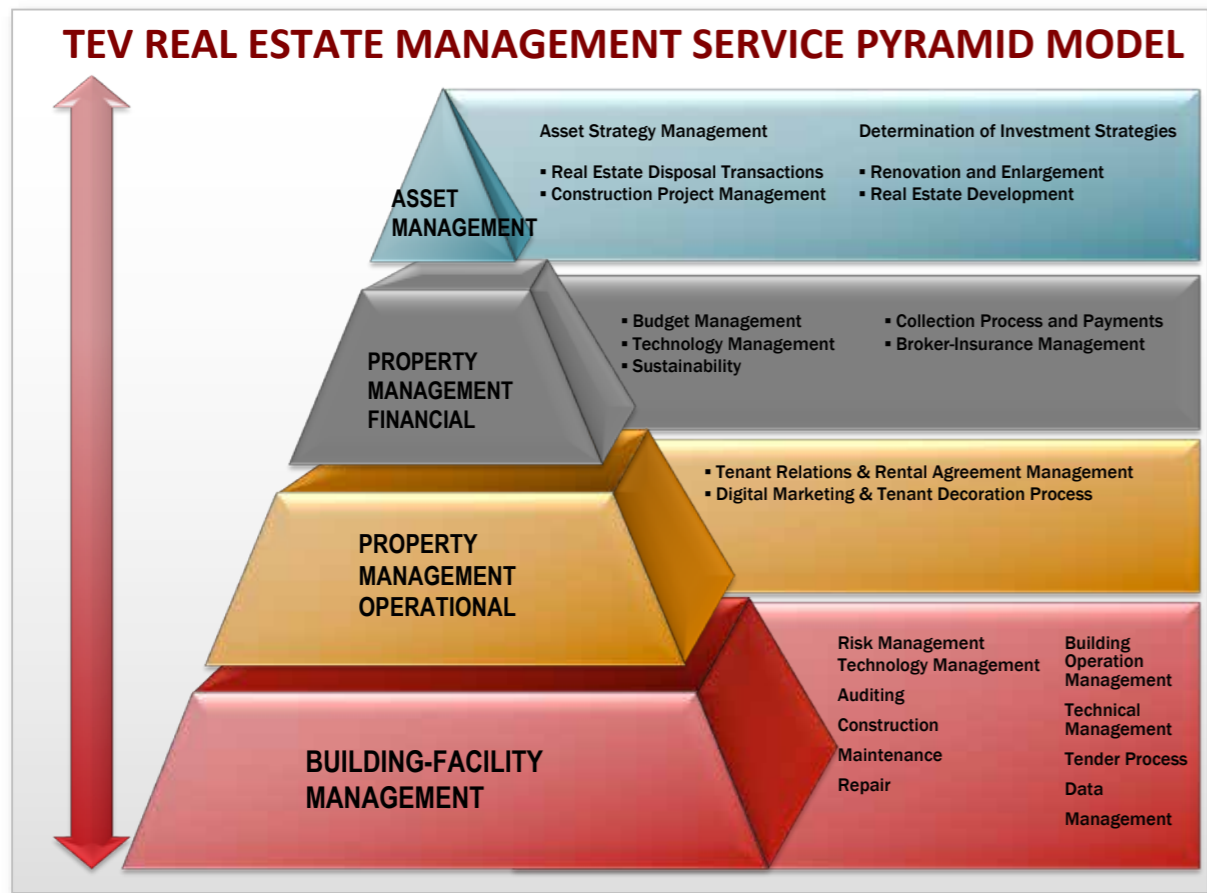 TEV REAL ESTATE MANAGEMENT SERVICE PYRAMID MODEL
ASSET
MANAGEMENT
Asset Strategy Management
▪ Real Estate Disposal Transactions
▪ Construction Project Management
Determination of Investment Strategies
▪ Renovation and Enlargement
▪ Real Estate Development
PROPERTY
MANAGEMENT
FINANCIAL
▪ Budget Management
▪ Technology Management
▪ Sustainability
▪ Collection Process and Payments
▪ Broker-Insurance Management
PROPERTY
MANAGEMENT
OPERATIONAL
▪ Tenant Relations & Rental Agreement Management
▪ Digital Marketing & Tenant Decoration Process
BUILDING-FACILITY
MANAGEMENT
Risk Management
Technology Management
Auditing
Construction
Maintenance
Repair
Building
Operation
Management
Technical
Management
Tender Process
Data
Management